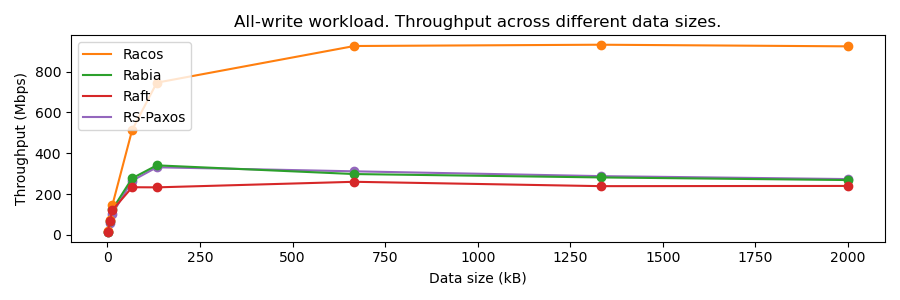 All-write workload. Throughput across different data sizes.
Throughput (Mbps)
800
600
400
200
0
Racos
Rabia
Raft
RS-Paxos
0 250 500 750 1000 1250 1500 1750 2000
Data size (kB)